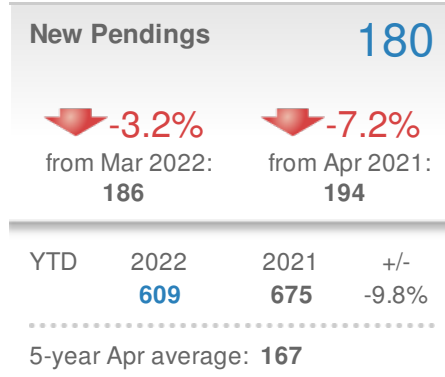 New Pendings 180
-3.2% -7.2%
from Mar 2022: from Apr 2021:
186 194
YTD 2022 2021 +/-
609 675 -9.8%
5-year Apr average: 167